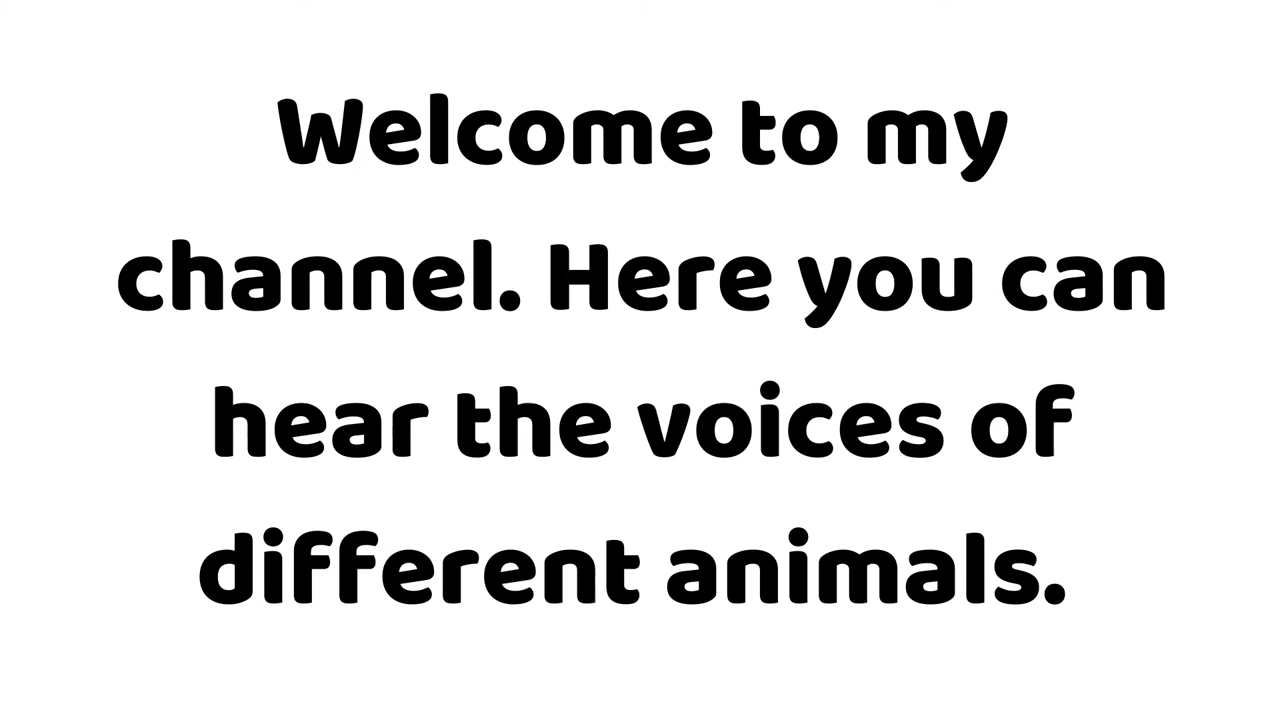 Welcome to my
channel. Here you can
hear the voices of
different animals.